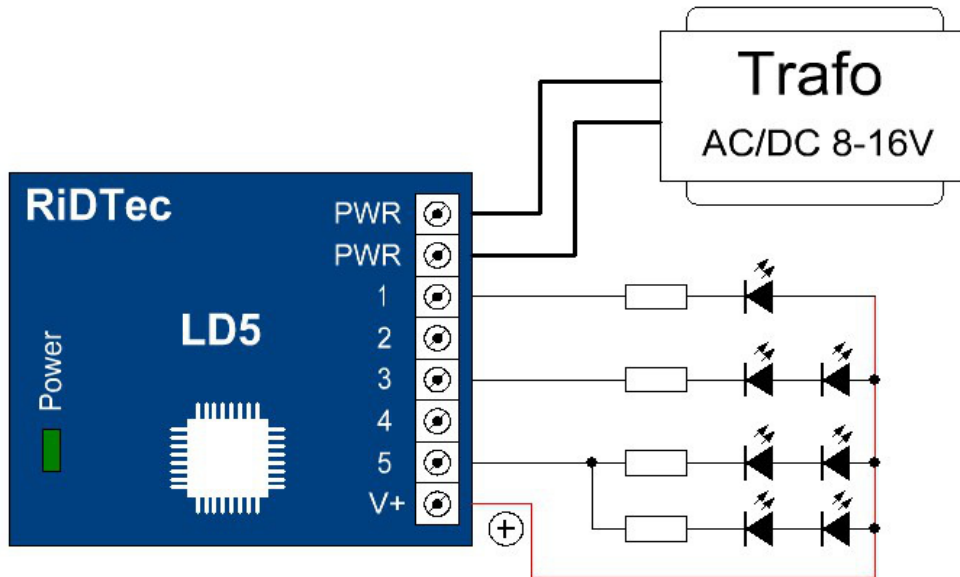 Trafo
AC/DC 8-16V
RiDTec
PWR
PWR
1
LD5
2
3
4
5
V+
Power